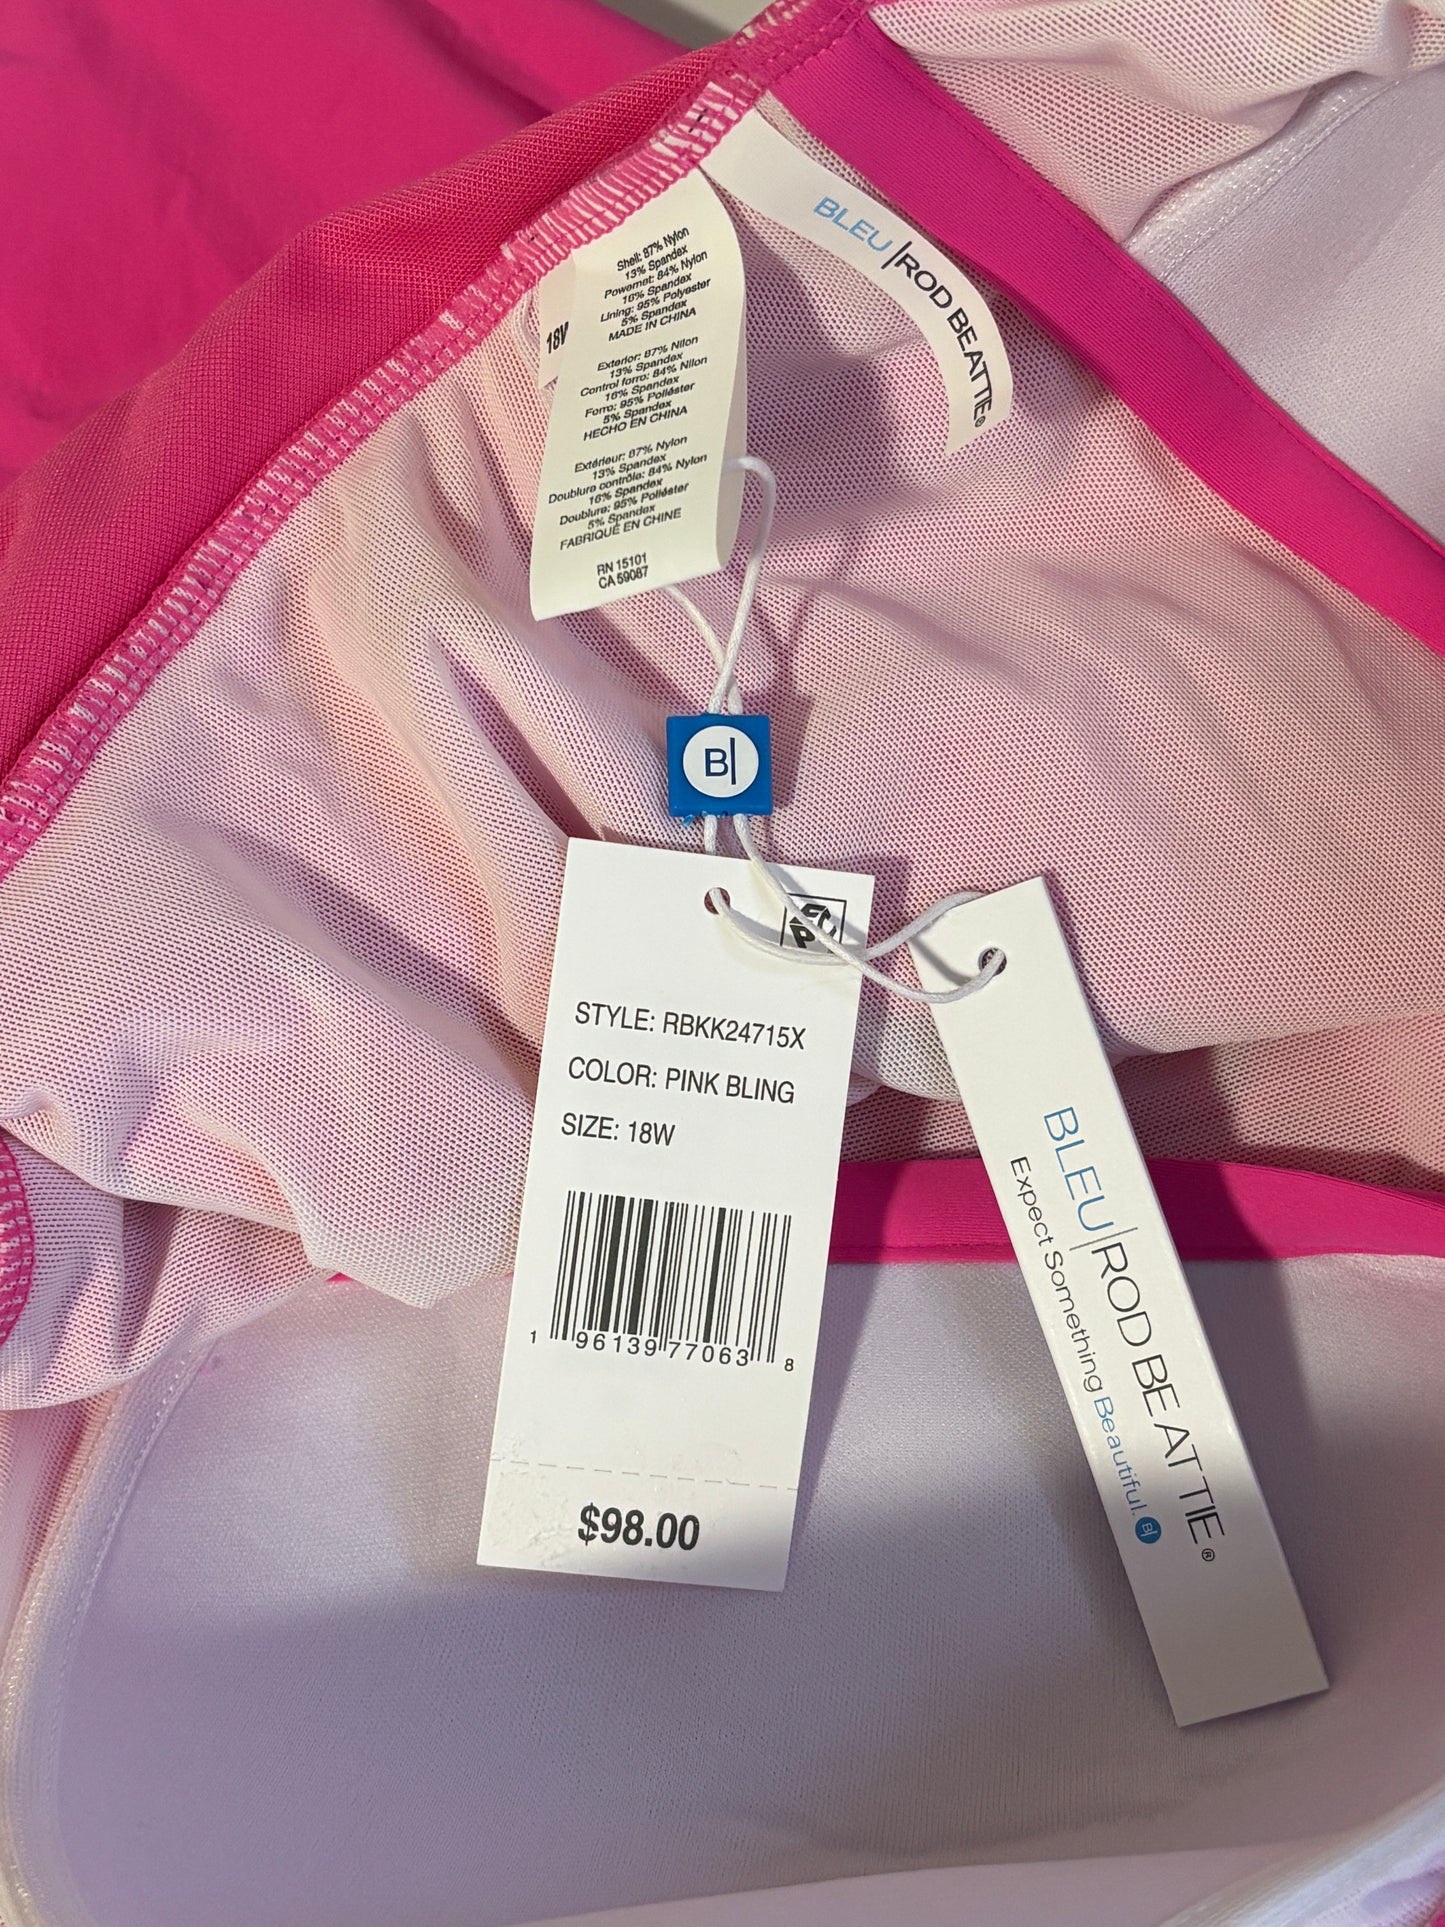 BLEU|ROD BEATTIE®
18W
Shell: 87% Nylon
13% Spandex
Powernet: 84% Nylon
16% Spandex
Lining: 95% Polyester
5% Spandex
MADE IN CHINA
Exterior: 87% Nilon
13% Spandex
Control forro: 84% Nilon
16% Spandex
Forro: 95% Poliéster
5% Spandex
HECHO EN CHINA
Extérieur: 87% Nylon
13% Spandex
Doublure contrôle: 84% Nylon
16% Spandex
Doublure: 95% Poliéster
5% Spandex
FABRIQUÉ EN CHINE
RN 15101
CA 59087
B|
STYLE: RBKK24715X
COLOR: PINK BLING
SIZE: 18W
1 96139 77063 8
$98.00
BLEU|ROD BEATTIE®
Expect Something Beautiful. B|